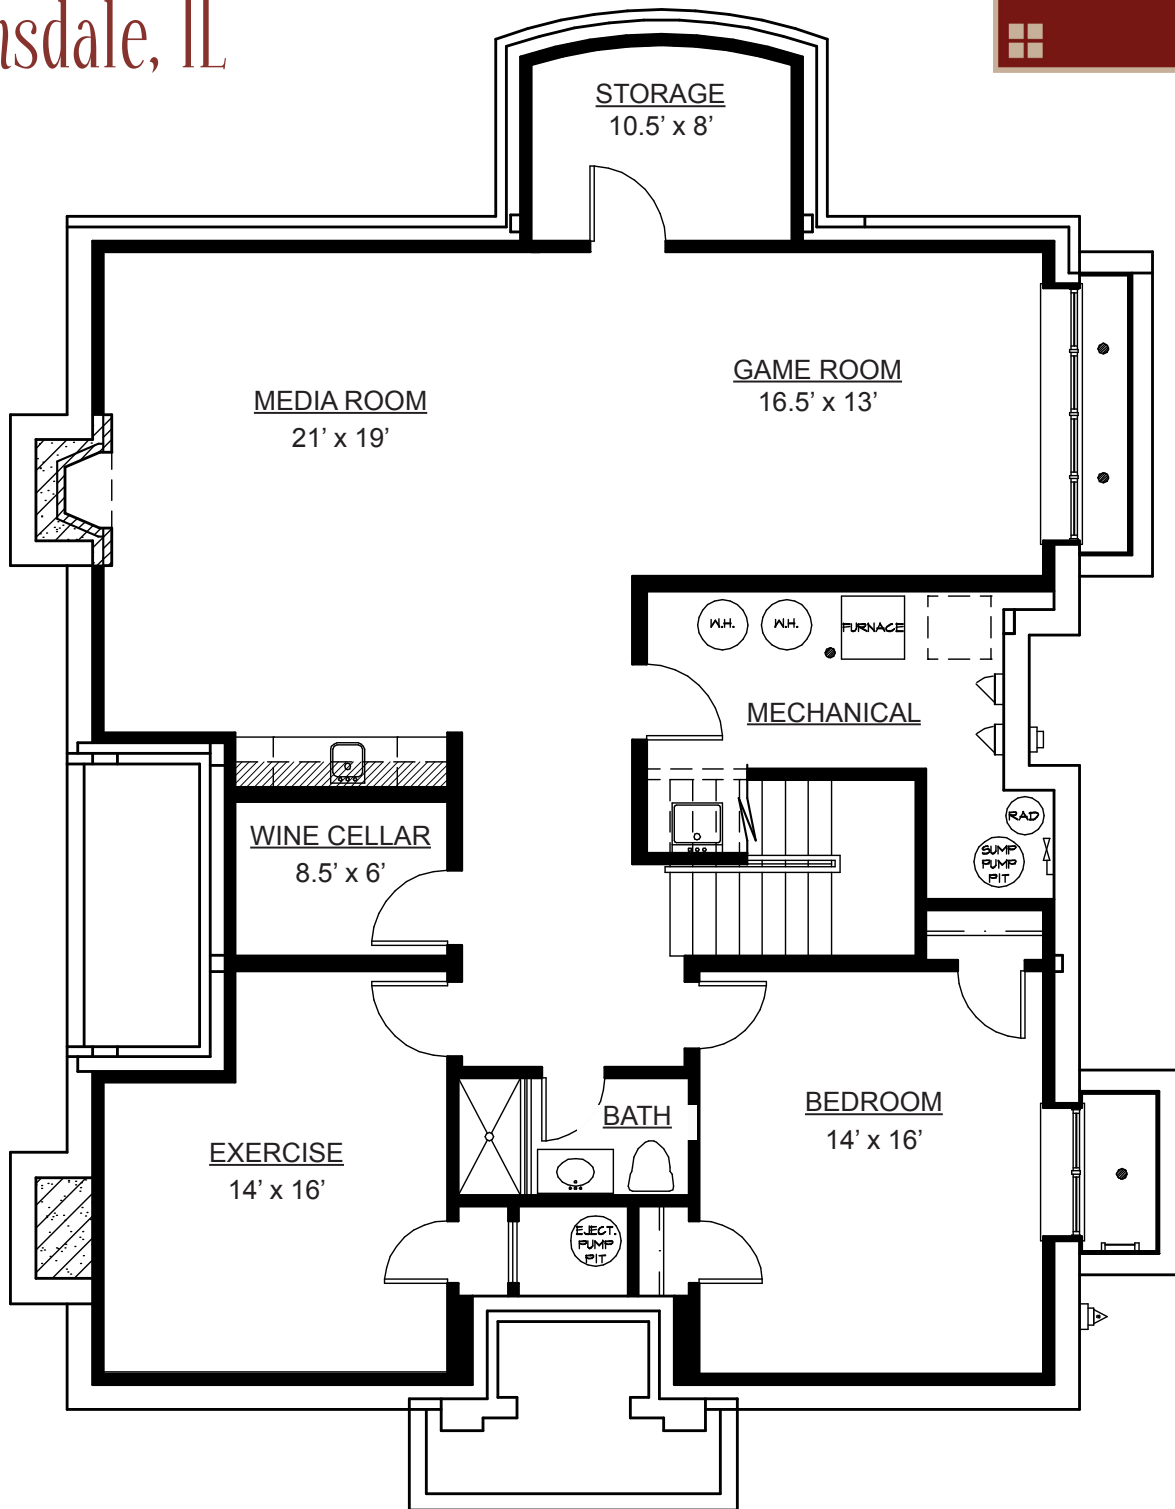 nsdale, IL
STORAGE
10.5’ x 8’
GAME ROOM
16.5’ x 13’
MEDIA ROOM
21’ x 19’
W.H.
W.H.
FURNACE
MECHANICAL
RAD
SUMP
PUMP
PIT
WINE CELLAR
8.5’ x 6’
BATH
BEDROOM
14’ x 16’
EXERCISE
14’ x 16’
EJECT.
PUMP
PIT